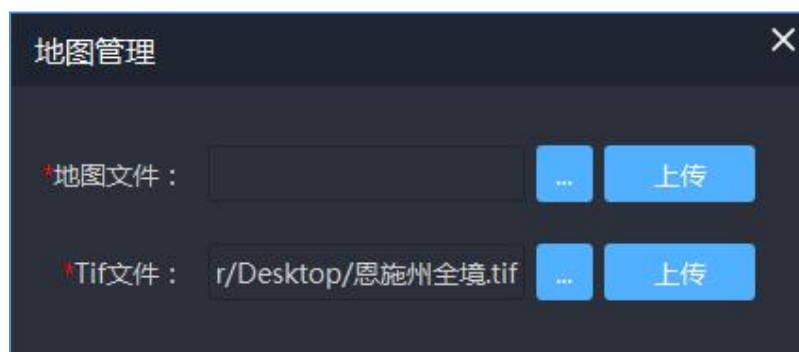 地图管理
*地图文件： ... 上传
*Tif文件： r/Desktop/恩施州全境.tif ... 上传